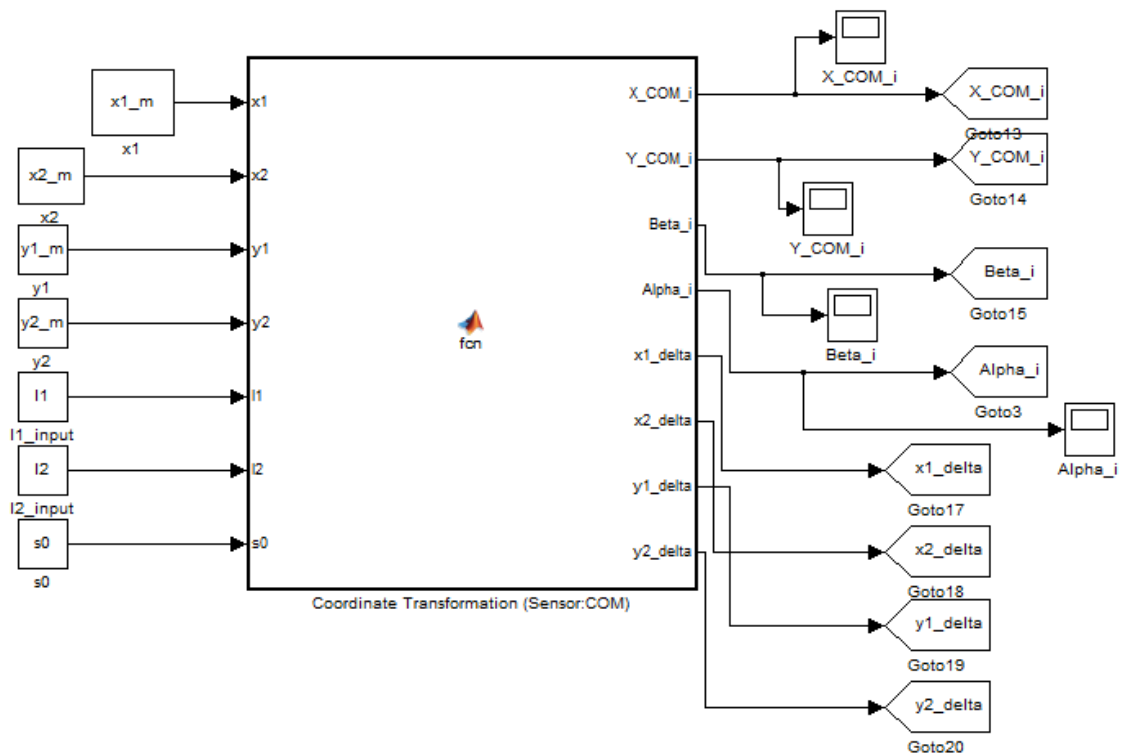 X_COM_i
x1_m
x1
x1
X_COM_i
X_COM_i
Goto13
x2_m
x2
x2
Y_COM_i
Y_COM_i
Goto14
Y_COM_i
y1_m
y1
y1
Beta_i
Beta_i
Goto15
Beta_i
y2_m
y2
y2
fcn
Alpha_i
Alpha_i
Goto3
Alpha_i
l1
l1_input
l1
x1_delta
x1_delta
Goto17
l2
l2_input
l2
x2_delta
x2_delta
Goto18
s0
s0
s0
y1_delta
y1_delta
Goto19
y2_delta
y2_delta
Goto20
Coordinate Transformation (Sensor:COM)